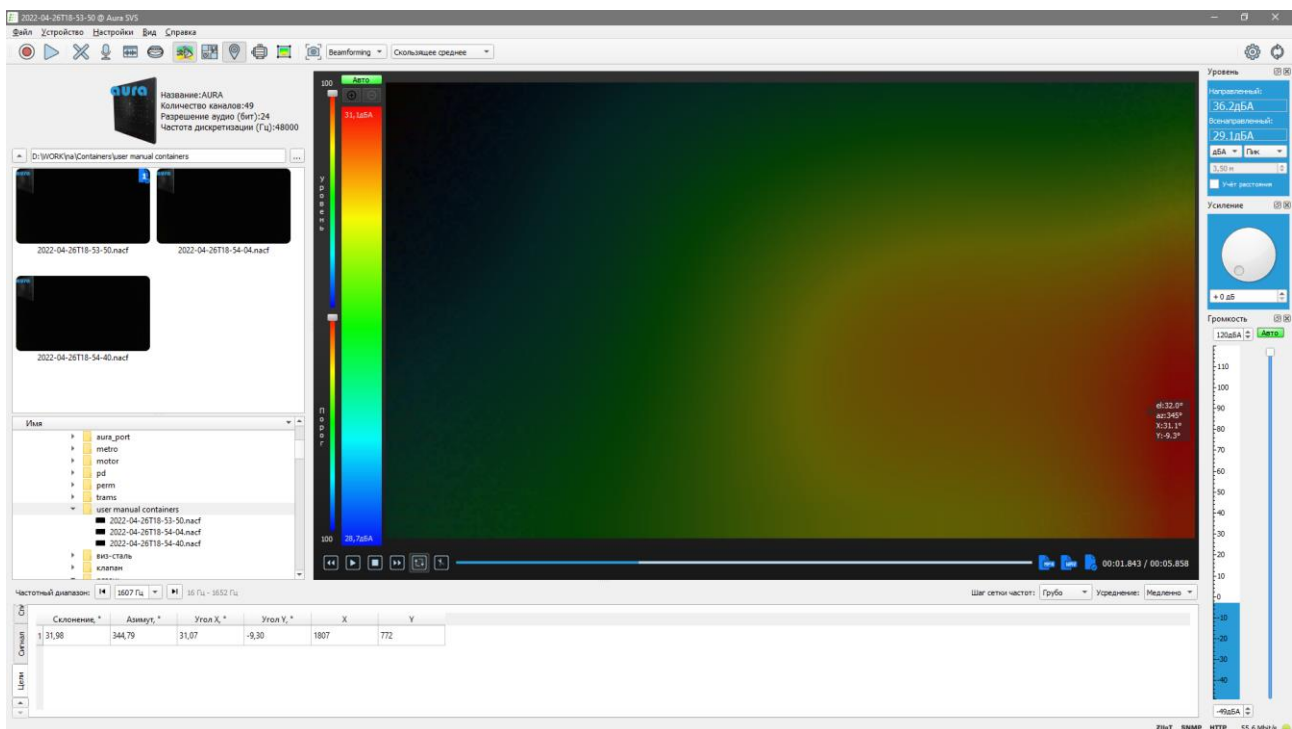 2022-04-26T18-53-50 @ Aura SVS
Файл Устройство Настройки Вид Справка
Beamforming
Скользящее среднее
aura
Название:AURA
Количество каналов:49
Разрешение аудио (бит):24
Частота дискретизации (Гц):48000
D:\WORK\na\Containers\user manual containers
...
2022-04-26T18-53-50.nacf
2022-04-26T18-54-04.nacf
2022-04-26T18-54-40.nacf
Имя
aura_port
metro
motor
pd
perm
trams
user manual containers
2022-04-26T18-53-50.nacf
2022-04-26T18-54-04.nacf
2022-04-26T18-54-40.nacf
виз-сталь
клапан
100
Авто
31,1дБА
Уровень
Порог
100
28,7дБА
el:32.0°
az:345°
X:31.1°
Y:-9.3°
00:01.843 / 00:05.858
Уровень
Направленный:
36.2дБА
Всенаправленный:
29.1дБА
дБА
Пик
3,50 м
Учёт расстояния
Усиление
+ 0 дБ
Громкость
120дБА
Авто
110
100
90
80
70
60
50
40
30
20
10
0
-10
-20
-30
-40
-49дБА
Частотный диапазон:
1607 Гц
16 Гц - 1652 Гц
Шаг сетки частот:
Грубо
Усреднение:
Медленно
Сигнал
Цели
Склонение, ° Азимут, ° Угол X, ° Угол Y, ° X Y
1 31,98 344,79 31,07 -9,30 1807 772
ZIIoT SNMP HTTP 55.6 Mbit/s